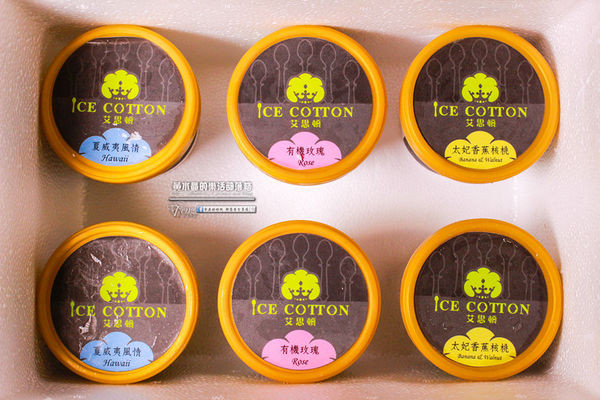 ICE COTTON
艾思頓
夏威夷風情
Hawaii
ICE COTTON
艾思頓
有機玫瑰
Rose
ICE COTTON
艾思頓
太妃香蕉核桃
Banana & Walnut
ICE COTTON
艾思頓
夏威夷風情
Hawaii
ICE COTTON
艾思頓
有機玫瑰
Rose
ICE COTTON
艾思頓
太妃香蕉核桃
Banana & Walnut